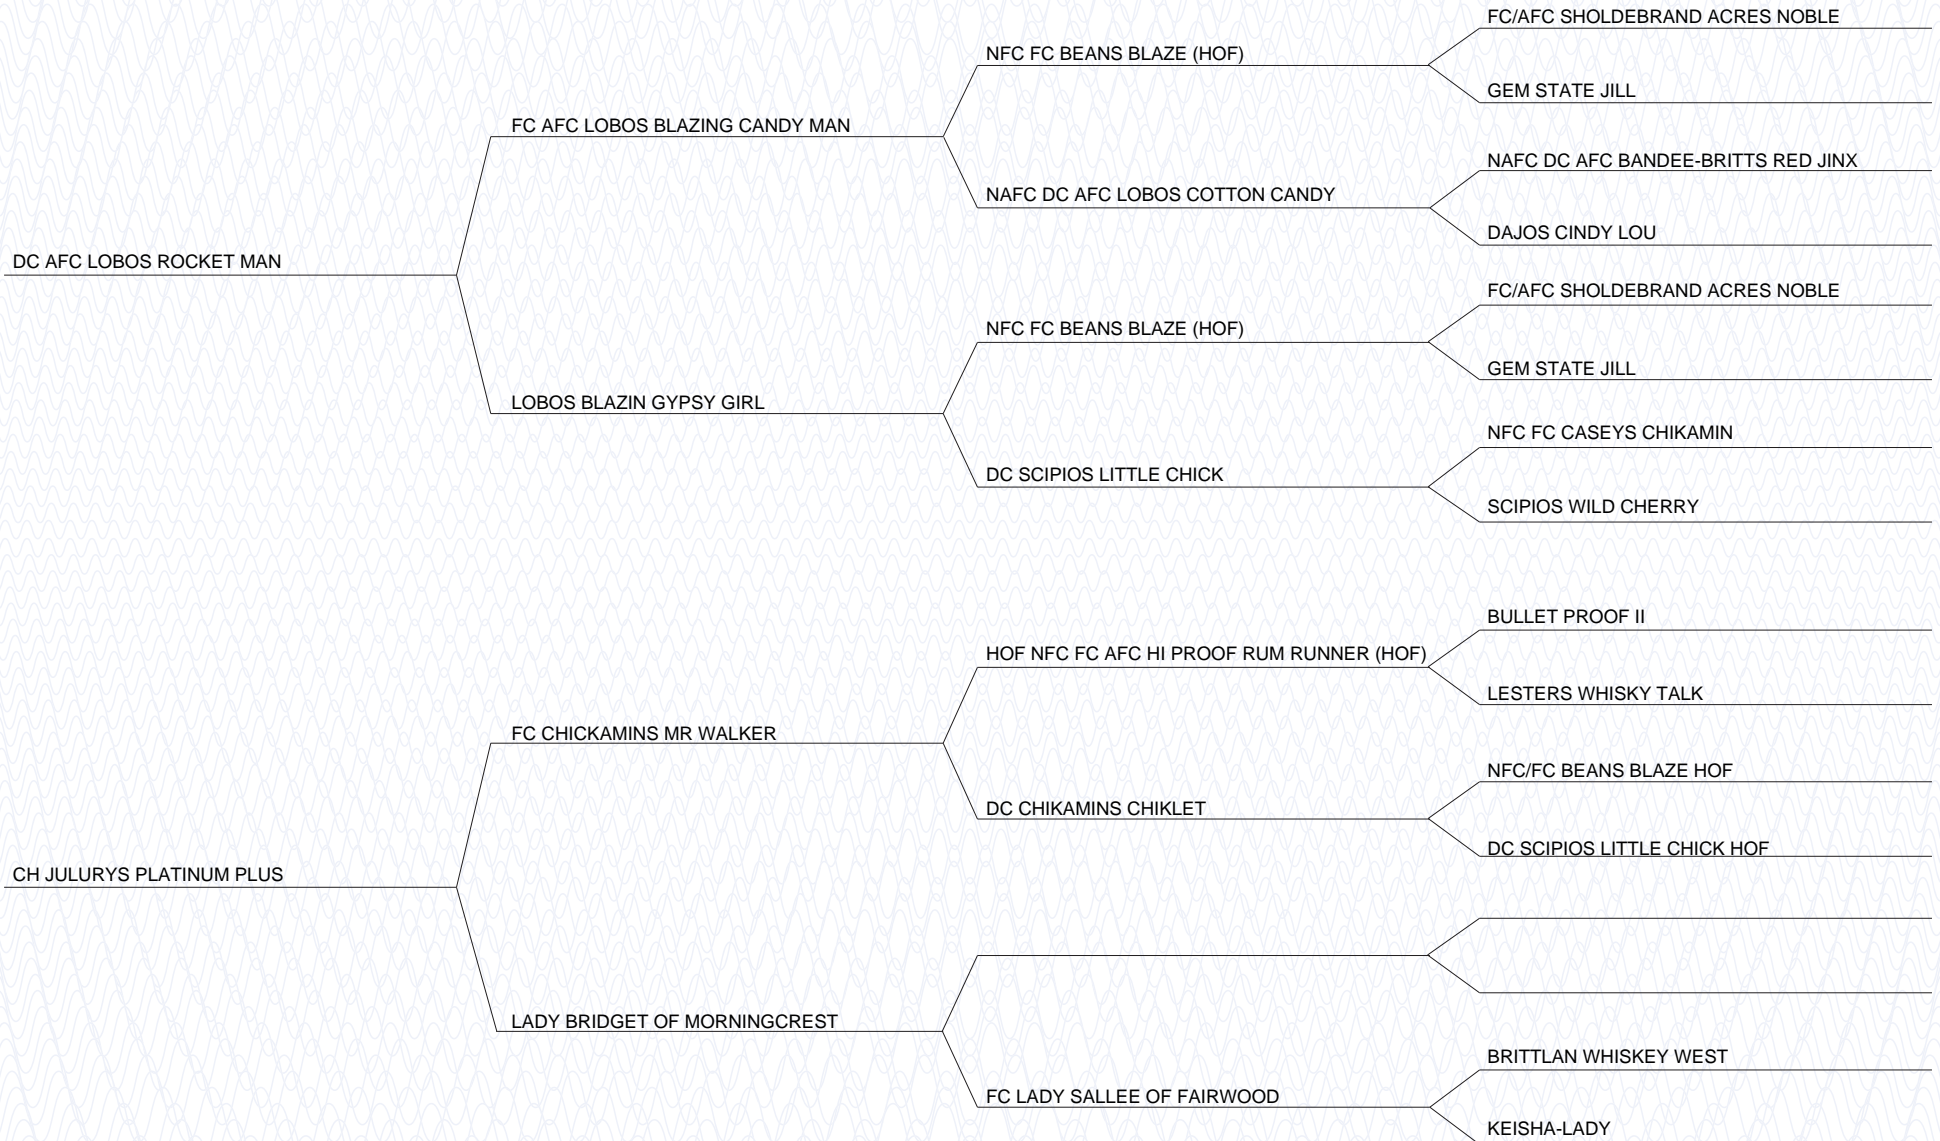 FC/AFC SHOLDEBRAND ACRES NOBLE
NFC FC BEANS BLAZE (HOF)
GEM STATE JILL
FC AFC LOBOS BLAZING CANDY MAN
NAFC DC AFC BANDEE-BRITTS RED JINX
NAFC DC AFC LOBOS COTTON CANDY
DAJOS CINDY LOU
DC AFC LOBOS ROCKET MAN
FC/AFC SHOLDEBRAND ACRES NOBLE
NFC FC BEANS BLAZE (HOF)
GEM STATE JILL
LOBOS BLAZIN GYPSY GIRL
NFC FC CASEYS CHIKAMIN
DC SCIPIOS LITTLE CHICK
SCIPIOS WILD CHERRY
BULLET PROOF II
HOF NFC FC AFC HI PROOF RUM RUNNER (HOF)
LESTERS WHISKY TALK
FC CHICKAMINS MR WALKER
NFC/FC BEANS BLAZE HOF
DC CHIKAMINS CHIKLET
DC SCIPIOS LITTLE CHICK HOF
CH JULURYS PLATINUM PLUS
LADY BRIDGET OF MORNINGCREST
BRITTLAN WHISKEY WEST
FC LADY SALLEE OF FAIRWOOD
KEISHA-LADY